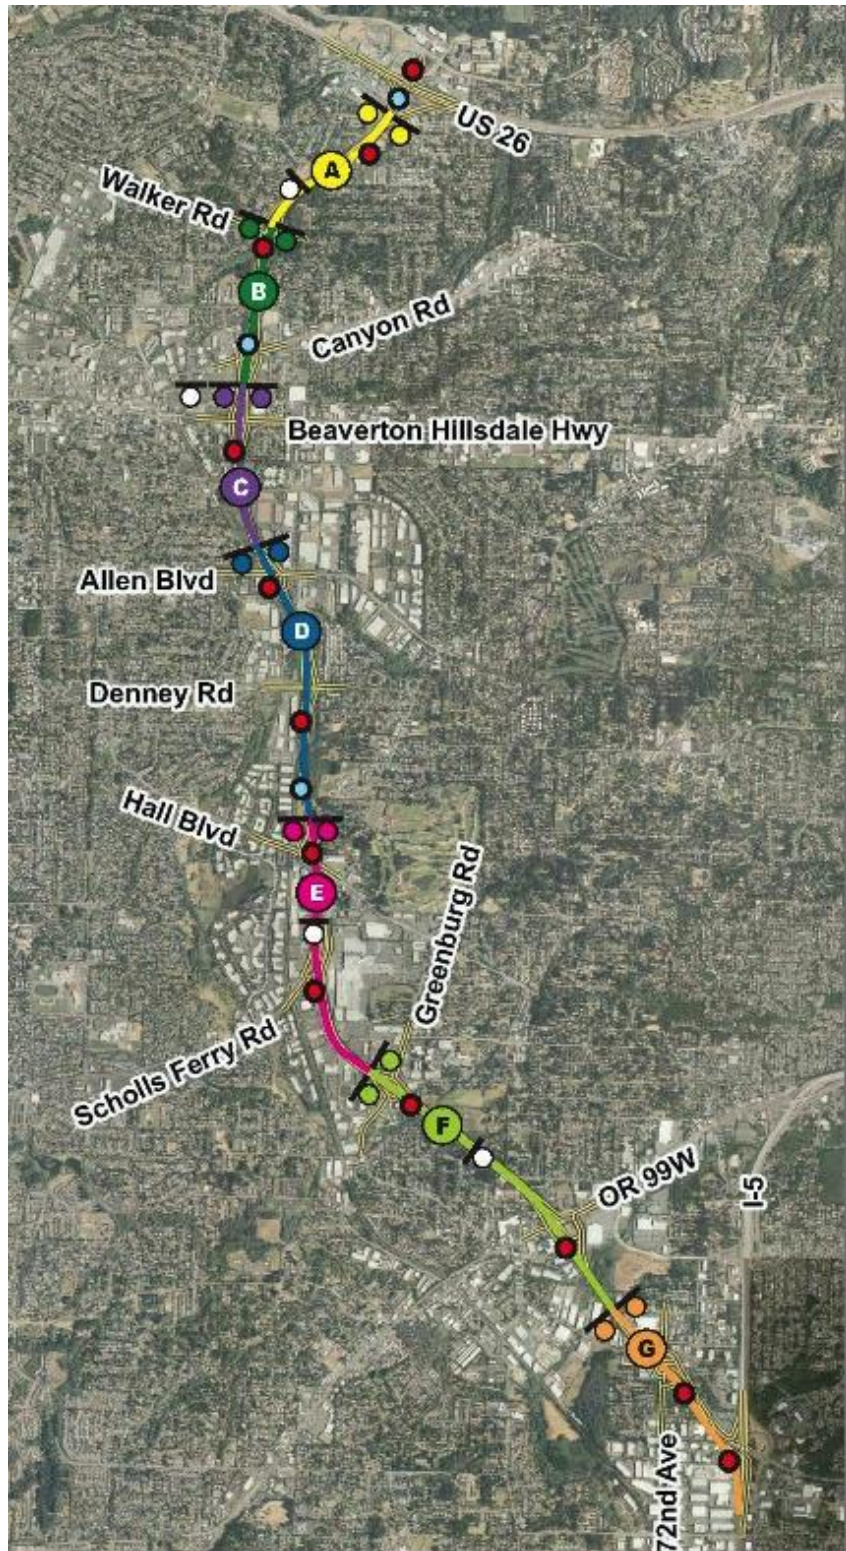 US 26
A
Walker Rd
B
Canyon Rd
Beaverton Hillsdale Hwy
C
Allen Blvd
D
Denney Rd
Hall Blvd
E
Greenburg Rd
Scholls Ferry Rd
F
OR 99W
I-5
G
72nd Ave